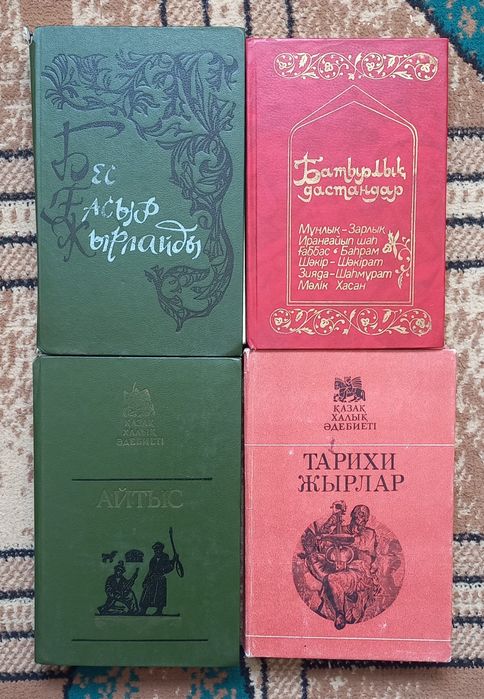 Бес
Ғасыр
Жырлайды
Батырлық
дастандар
Мұңлық - Зарлық
Иранғайып шаһ
Ғаббас • Баһрам
Шәкір - Шәкірат
Зияда - Шаһмұрат
Мәлік Хасан
ҚАЗАҚ
ХАЛЫҚ
ӘДЕБИЕТІ
АЙТЫС
ҚАЗАҚ
ХАЛЫҚ
ӘДЕБИЕТІ
ТАРИХИ
ЖЫРЛАР